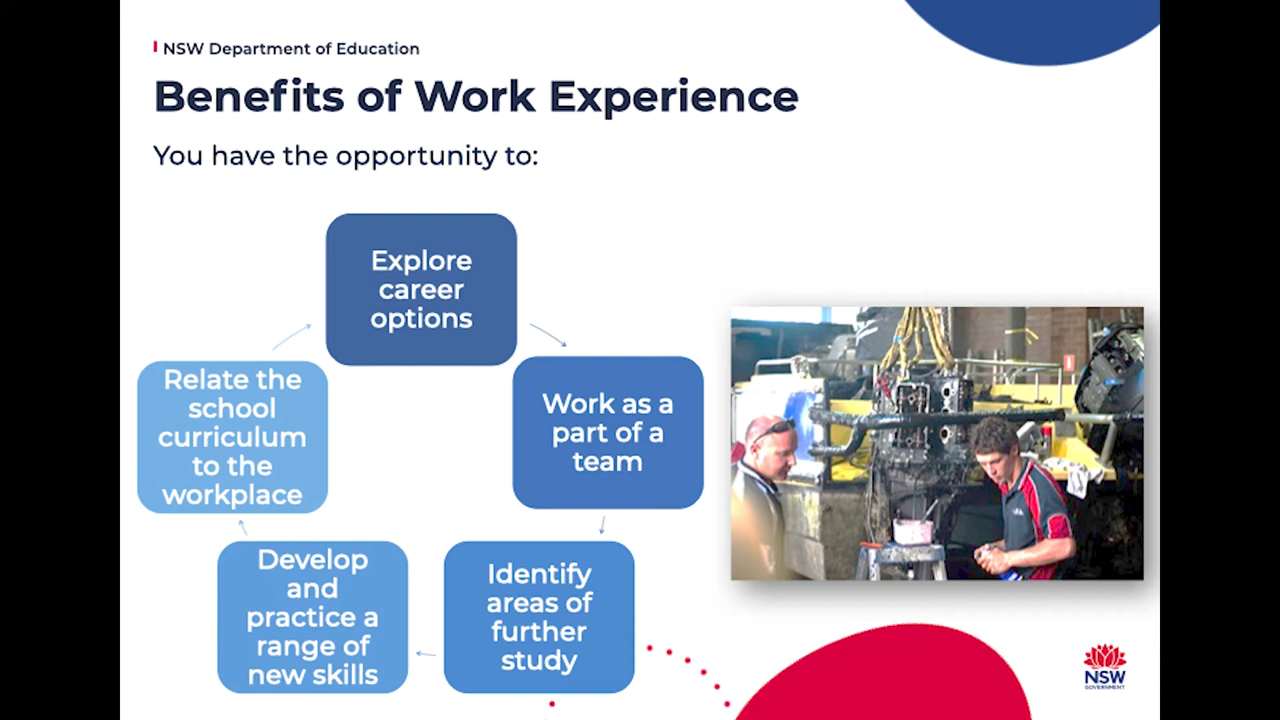 NSW Department of Education
Benefits of Work Experience
You have the opportunity to:
Explore
career
options
Work as a
part of a
team
Identify
areas of
further
study
Develop
and
practice a
range of
new skills
Relate the
school
curriculum
to the
workplace
NSW
GOVERNMENT